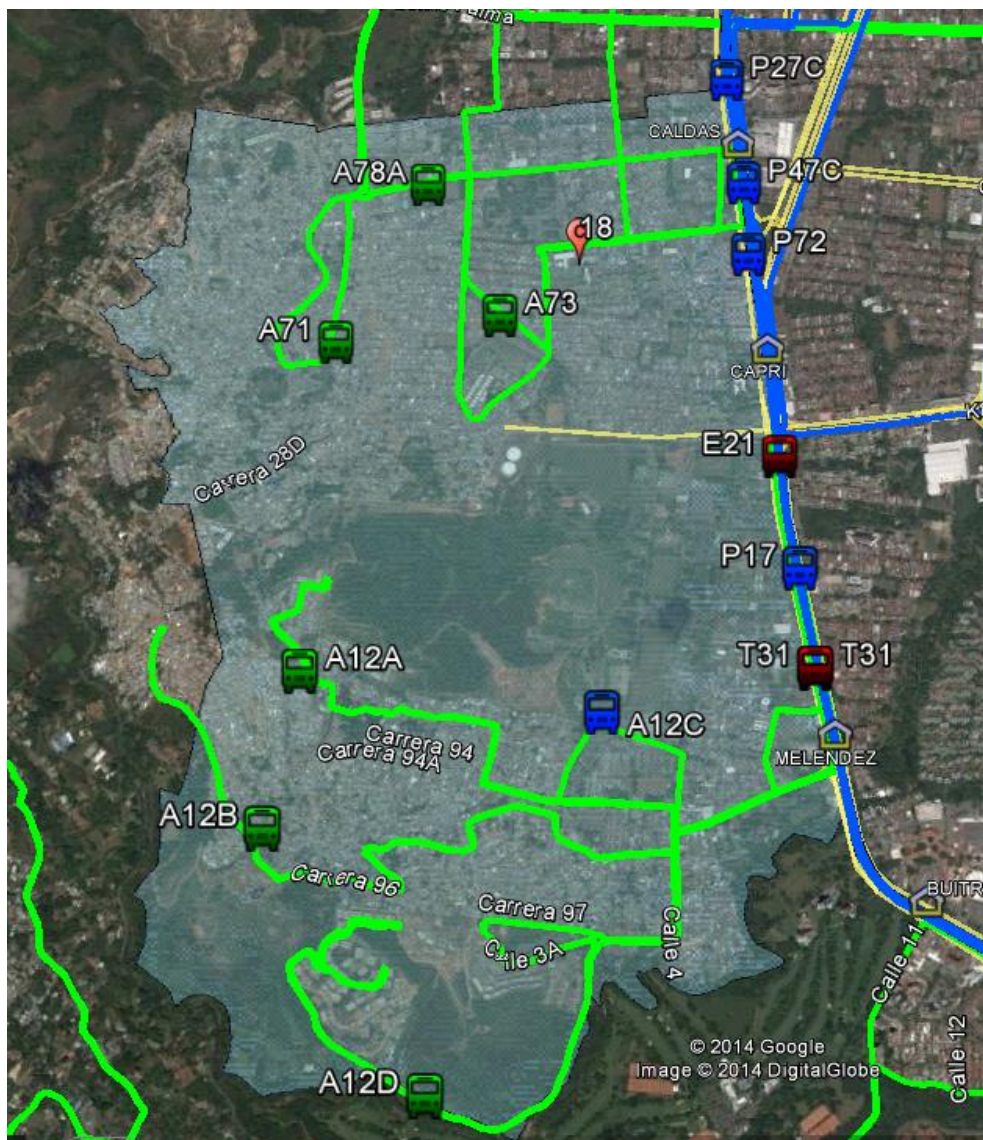 P27C
CALDAS
P47C
A78A
18
P72
A73
A71
CAPRI
E21
Carrera 28D
P17
A12A
T31 T31
A12C
Carrera 94
Carrera 94A
MELENDEZ
A12B
Carrera 96
BUITR
Carrera 97
Calle 3A
Calle 4
Calle 11
Calle 12
© 2014 Google
Image © 2014 DigitalGlobe
A12D